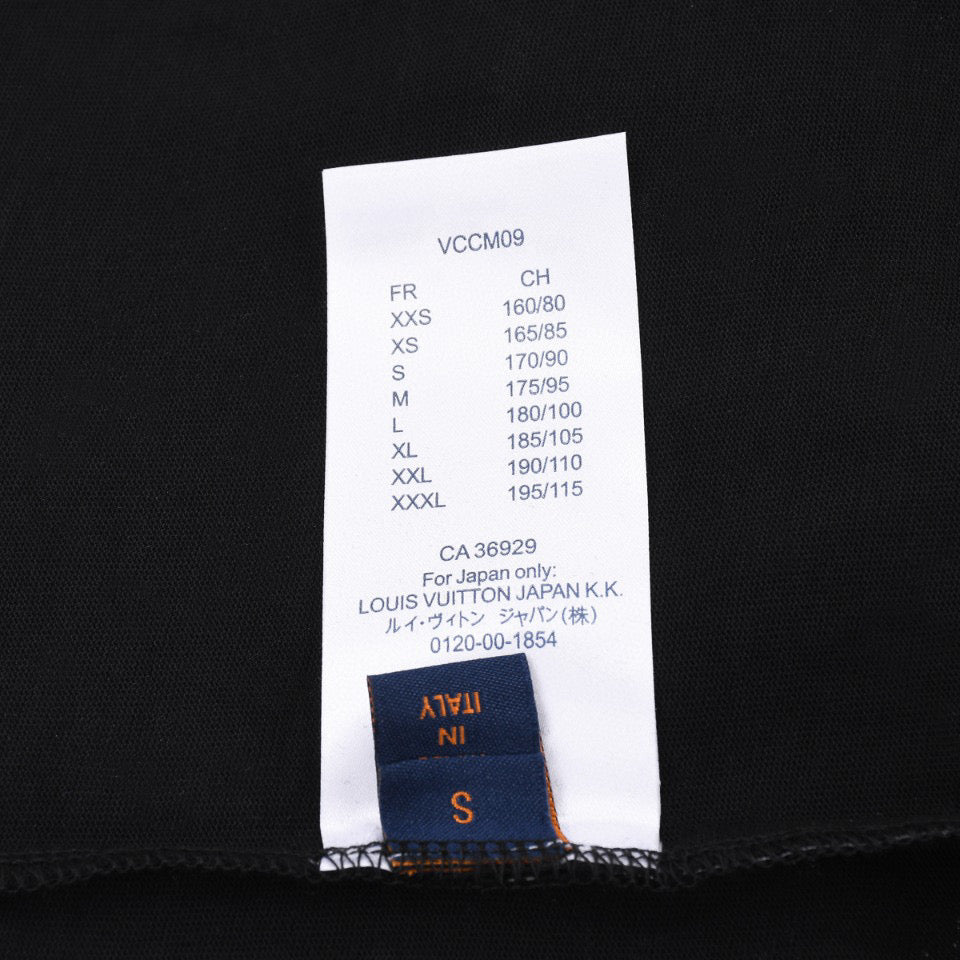 VCCM09
FR CH
XXS 160/80
XS 165/85
S 170/90
M 175/95
L 180/100
XL 185/105
XXL 190/110
XXXL 195/115
CA 36929
For Japan only:
LOUIS VUITTON JAPAN K.K.
ルイ・ヴィトン ジャパン(株)
0120-00-1854
IN
ITALY
S